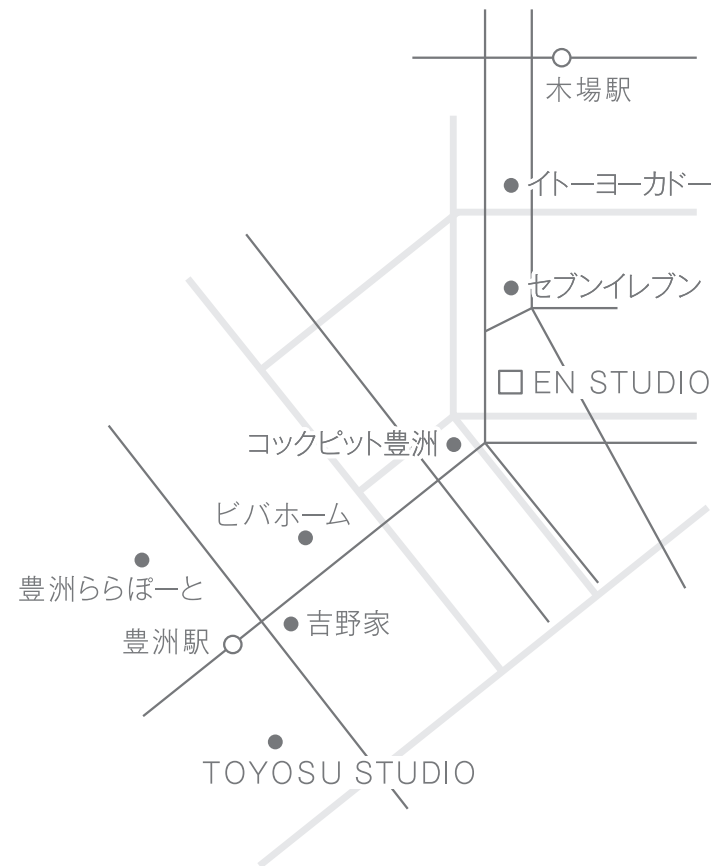 木場駅
イトーヨーカドー
セブンイレブン
EN STUDIO
コックピット豊洲
ビバホーム
豊洲ららぽーと
吉野家
豊洲駅
TOYOSU STUDIO